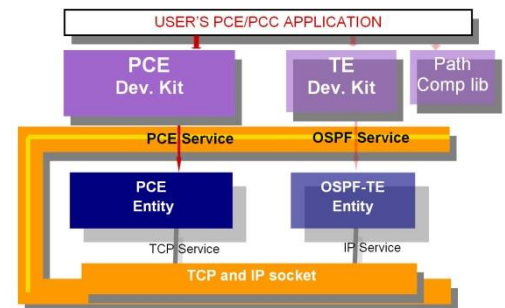 USER'S PCE/PCC APPLICATION
PCE
Dev. Kit
TE
Dev. Kit
Path
Comp lib
PCE Service
OSPF Service
PCE
Entity
OSPF-TE
Entity
TCP Service
IP Service
TCP and IP socket